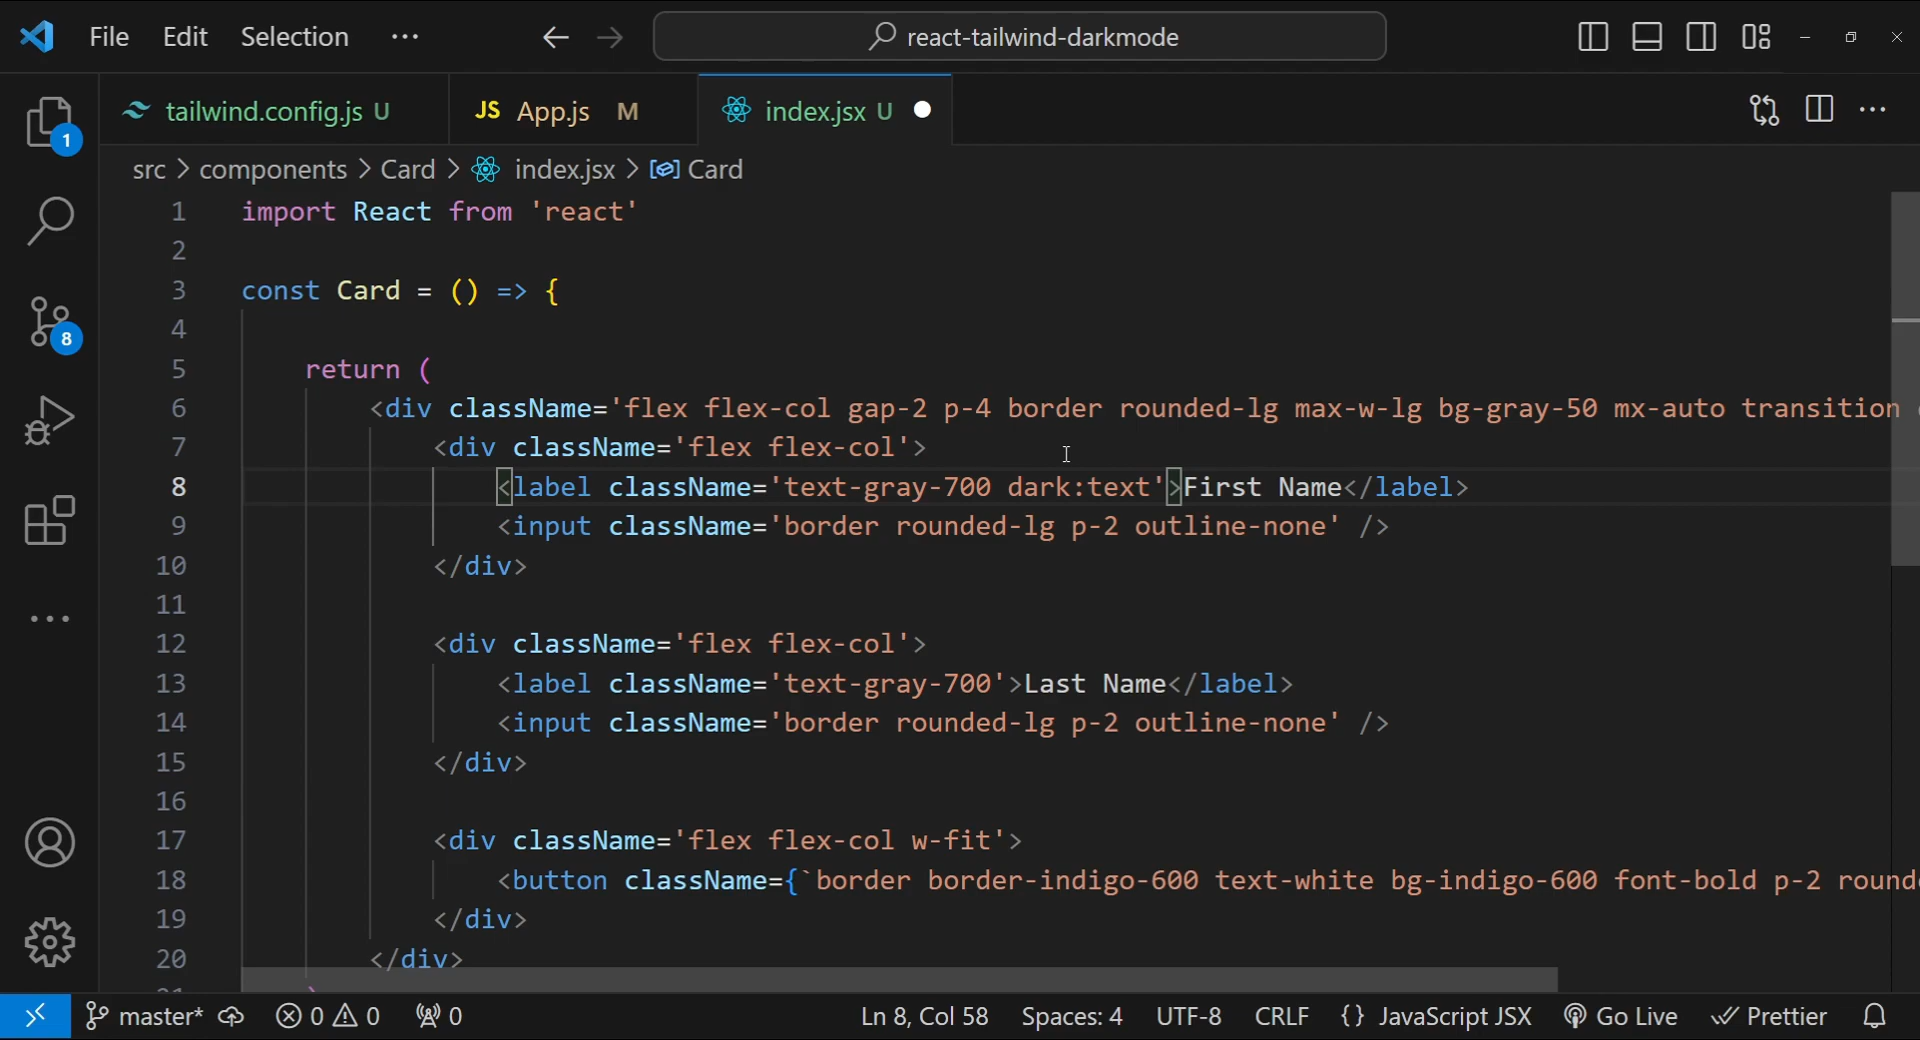 File Edit Selection ··· react-tailwind-darkmode
tailwind.config.js U JS App.js M index.jsx U
1
src > components > Card > index.jsx > Card
1 import React from 'react'
2
3 const Card = () => {
4
5 return (
6 <div className='flex flex-col gap-2 p-4 border rounded-lg max-w-lg bg-gray-50 mx-auto transition
7 <div className='flex flex-col'>
8 <label className='text-gray-700 dark:text'>First Name</label>
9 <input className='border rounded-lg p-2 outline-none' />
10 </div>
11
12 <div className='flex flex-col'>
13 <label className='text-gray-700'>Last Name</label>
14 <input className='border rounded-lg p-2 outline-none' />
15 </div>
16
17 <div className='flex flex-col w-fit'>
18 <button className={`border border-indigo-600 text-white bg-indigo-600 font-bold p-2 round
19 </div>
20 </div>
8
master* 0 0 0 Ln 8, Col 58 Spaces: 4 UTF-8 CRLF {} JavaScript JSX Go Live Prettier